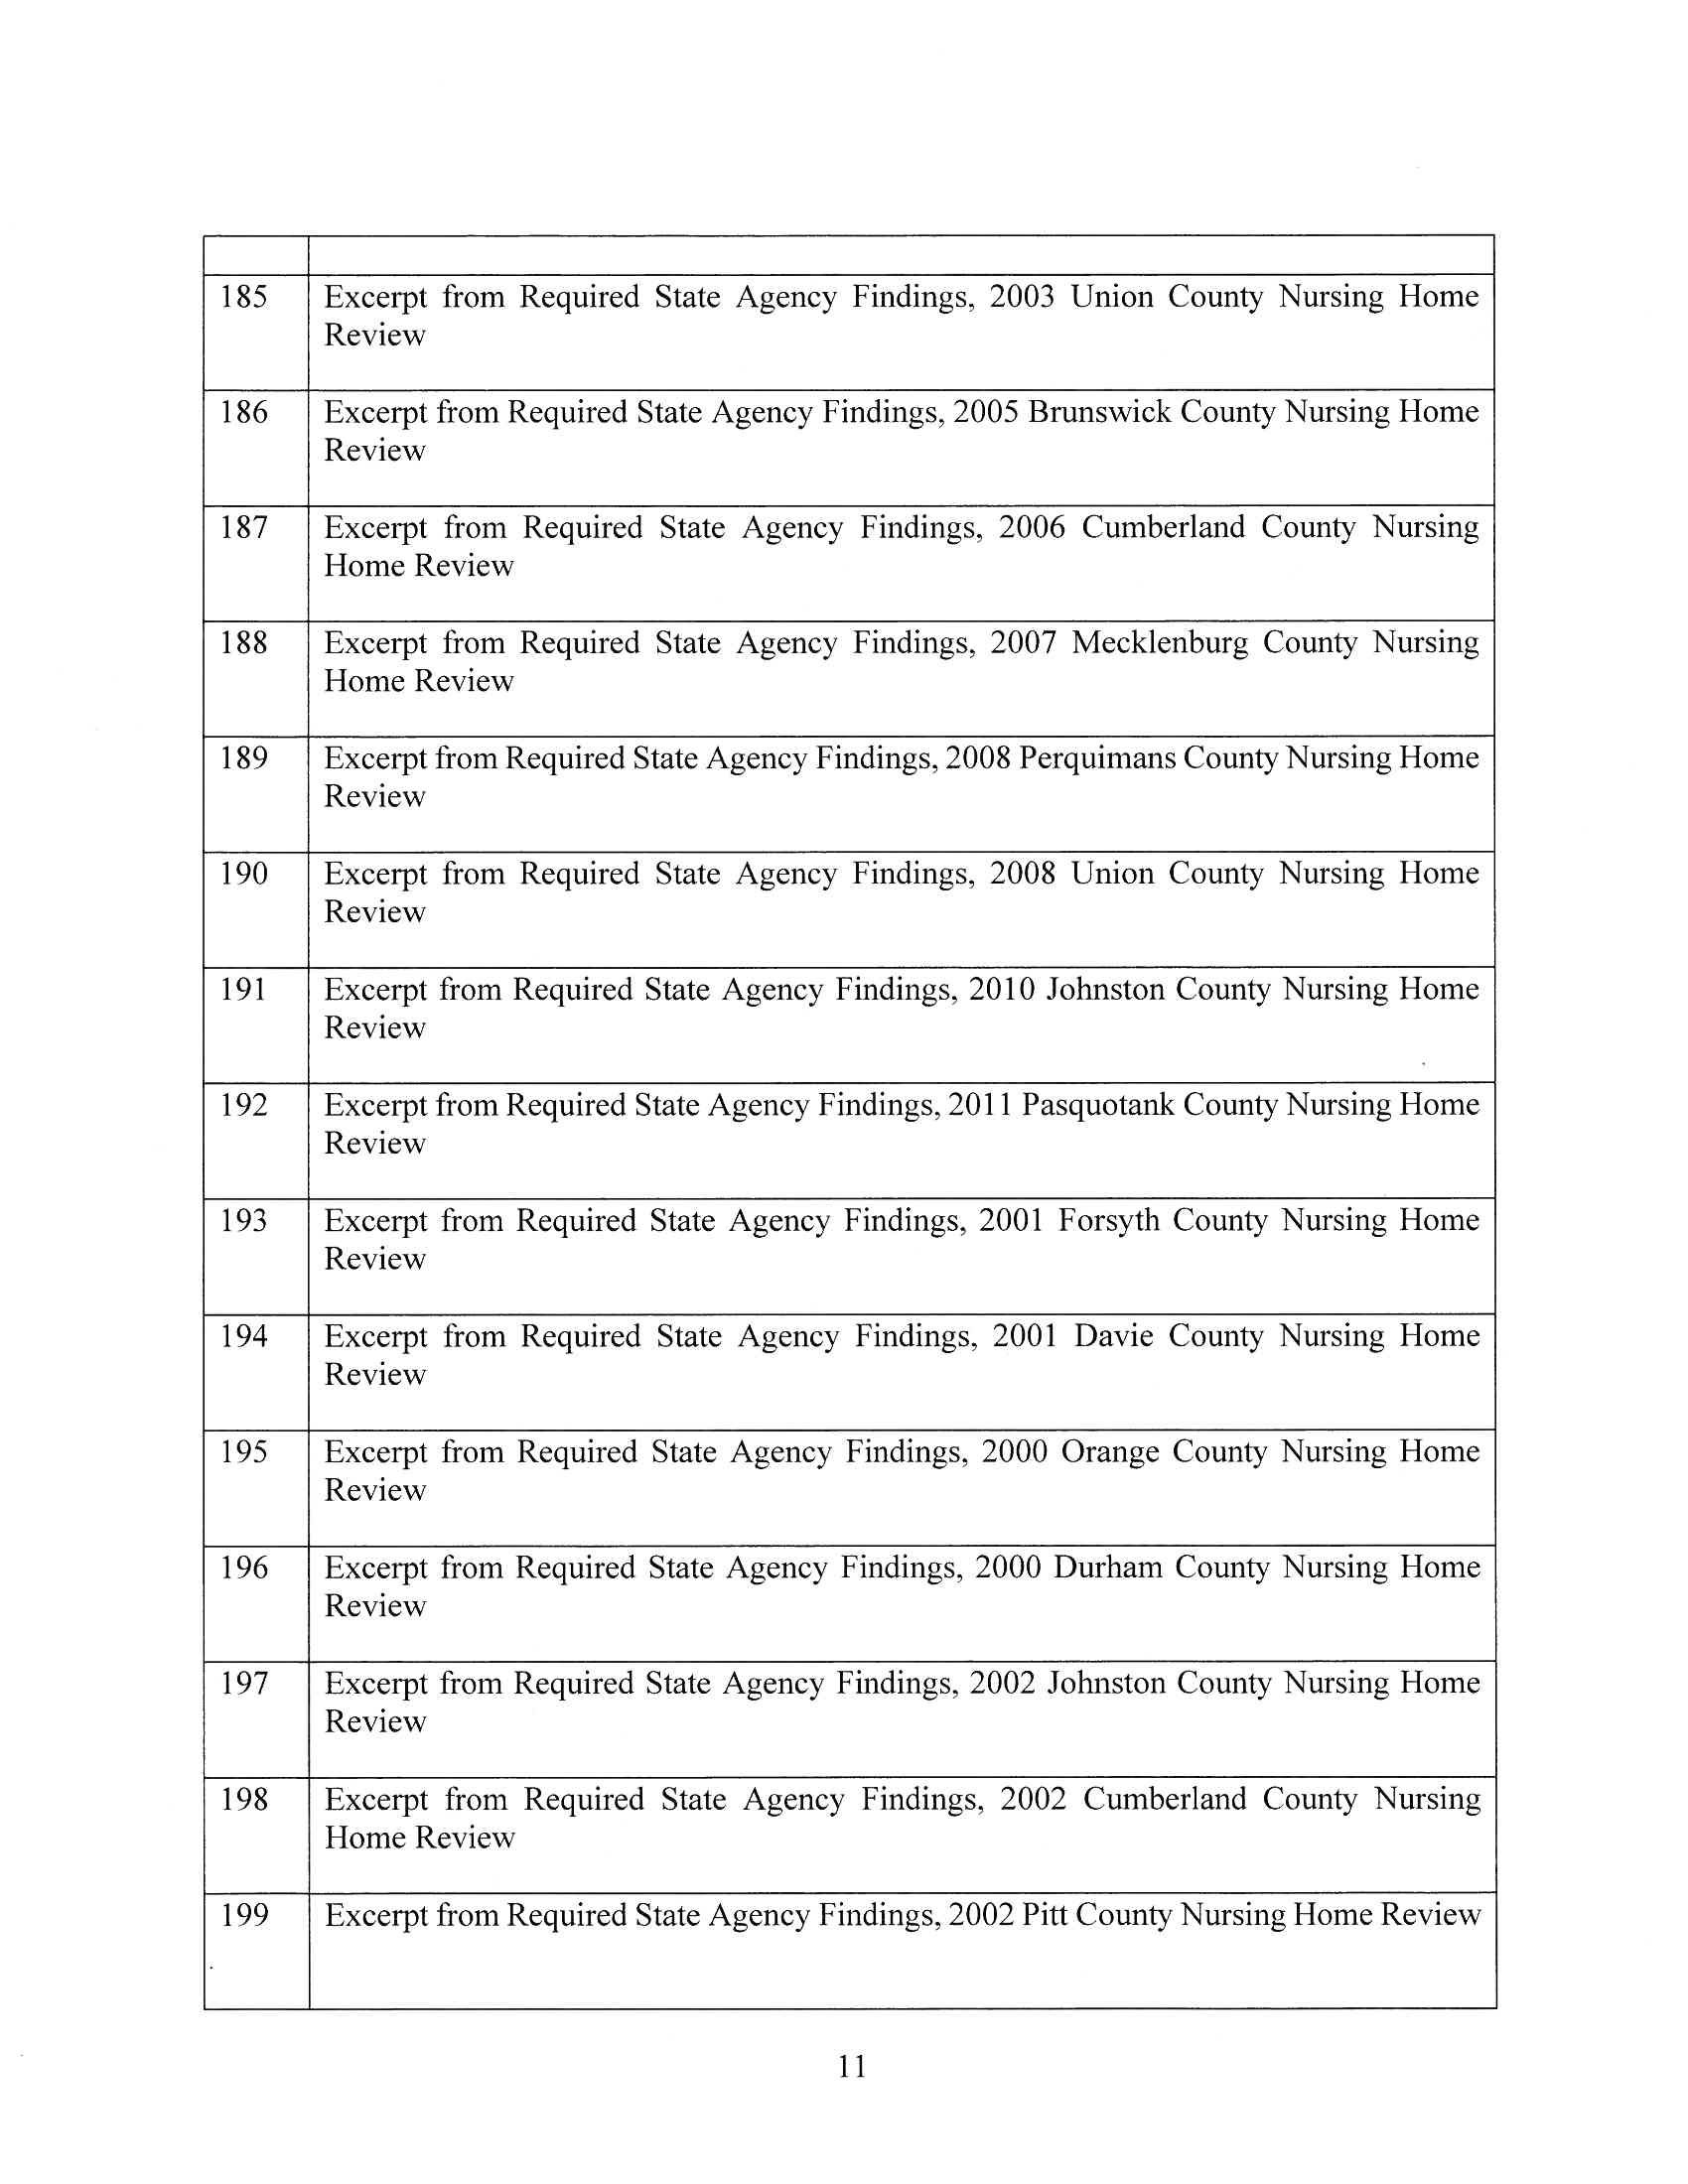 185 Excerpt from Required State Agency Findings, 2003 Union County Nursing Home
Review
186 Excerpt from Required State Agency Findings, 2005 Brunswick County Nursing Home
Review
187 Excerpt from Required State Agency Findings, 2006 Cumberland County Nursing
Home Review
188 Excerpt from Required State Agency Findings, 2007 Mecklenburg County Nursing
Home Review
189 Excerpt from Required State Agency Findings, 2008 Perquimans County Nursing Home
Review
190 Excerpt from Required State Agency Findings, 2008 Union County Nursing Home
Review
191 Excerpt from Required State Agency Findings, 2010 Johnston County Nursing Home
Review
192 Excerpt from Required State Agency Findings, 2011 Pasquotank County Nursing Home
Review
193 Excerpt from Required State Agency Findings, 2001 Forsyth County Nursing Home
Review
194 Excerpt from Required State Agency Findings, 2001 Davie County Nursing Home
Review
195 Excerpt from Required State Agency Findings, 2000 Orange County Nursing Home
Review
196 Excerpt from Required State Agency Findings, 2000 Durham County Nursing Home
Review
197 Excerpt from Required State Agency Findings, 2002 Johnston County Nursing Home
Review
198 Excerpt from Required State Agency Findings, 2002 Cumberland County Nursing
Home Review
199 Excerpt from Required State Agency Findings, 2002 Pitt County Nursing Home Review
11